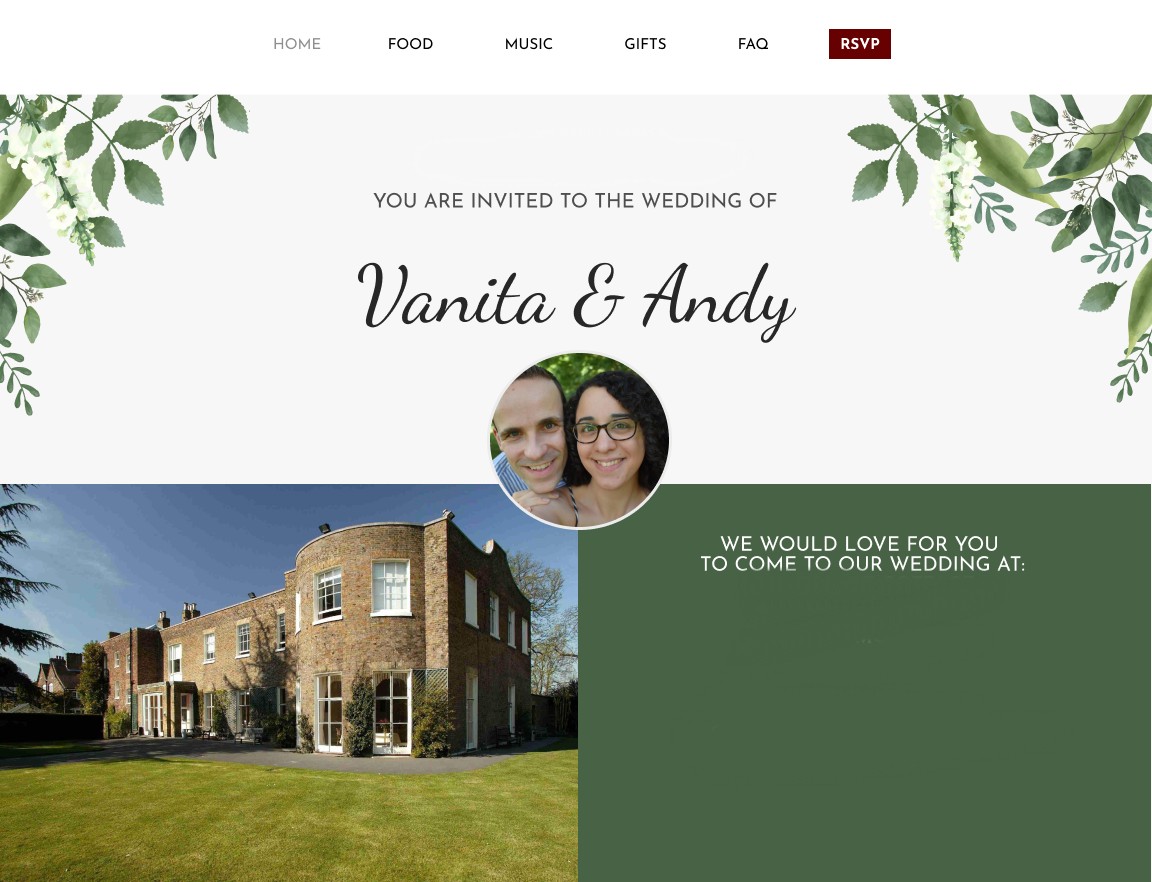 HOME FOOD MUSIC GIFTS FAQ RSVP
YOU ARE INVITED TO THE WEDDING OF
Vanita & Andy
WE WOULD LOVE FOR YOU
TO COME TO OUR WEDDING AT: